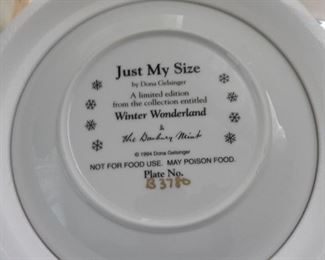 Just My Size
by Dona Gelsinger
A limited edition
from the collection entitled
Winter Wonderland
&
the Danbury Mint
© 1994 Dona Gelsinger
NOT FOR FOOD USE. MAY POISON FOOD.
Plate No.
B3780